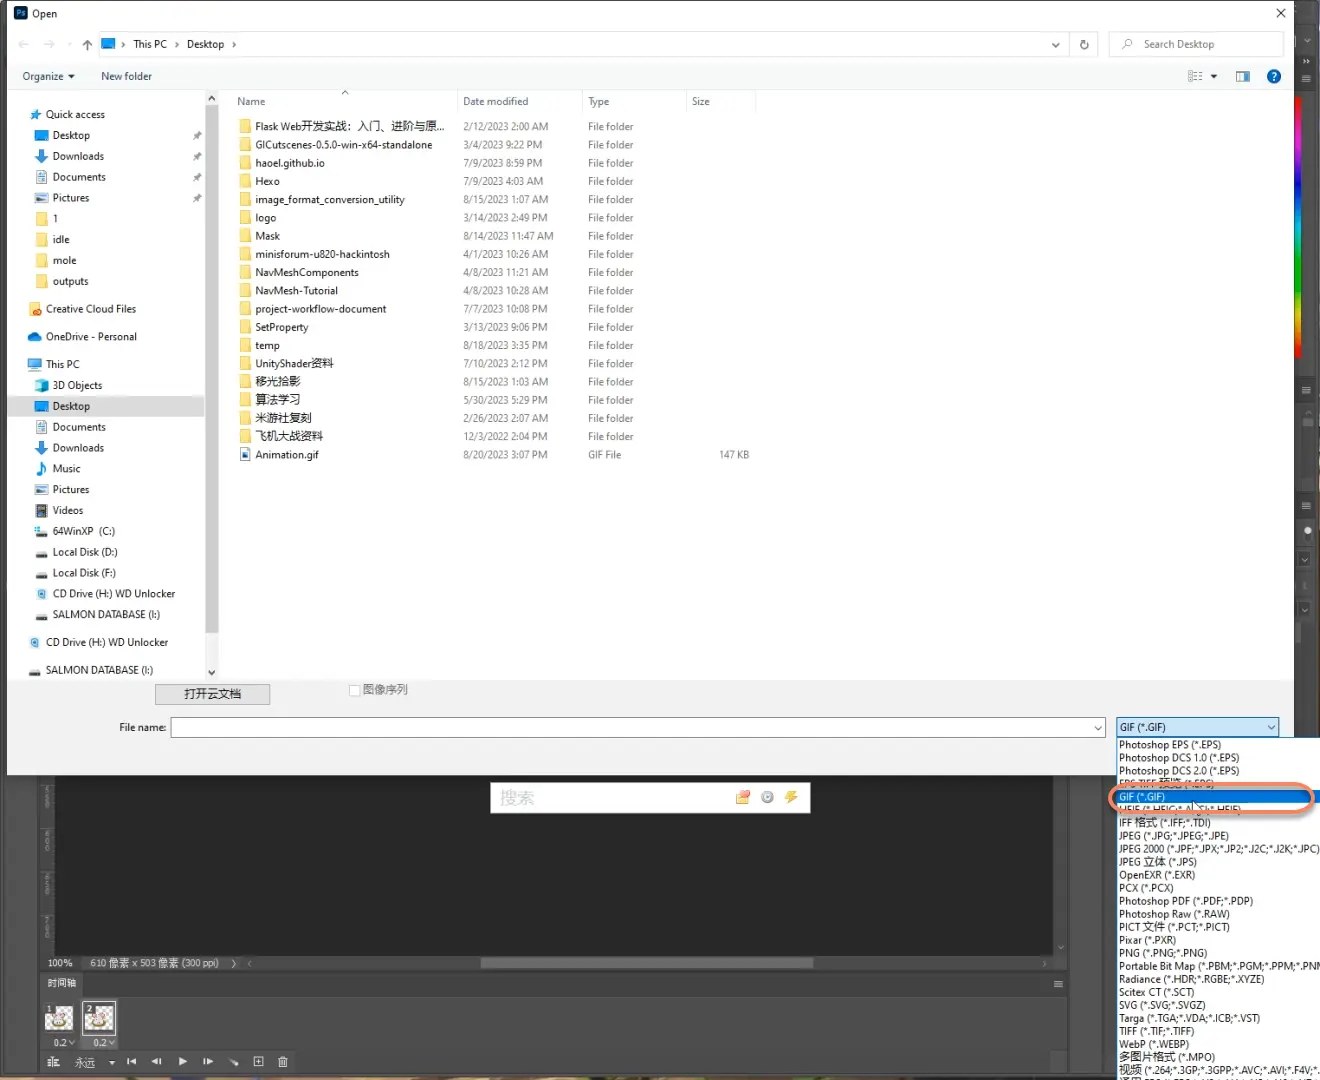 Ps Open
This PC > Desktop >
Search Desktop
Organize
New folder
Name
Date modified
Type
Size
Quick access
Desktop
Downloads
Documents
Pictures
1
idle
mole
outputs
Creative Cloud Files
OneDrive - Personal
This PC
3D Objects
Desktop
Documents
Downloads
Music
Pictures
Videos
64WinXP (C:)
Local Disk (D:)
Local Disk (F:)
CD Drive (H:) WD Unlocker
SALMON DATABASE (I:)
CD Drive (H:) WD Unlocker
SALMON DATABASE (I:)
Flask Web开发实战：入门、进阶与原... 2/12/2023 2:00 AM File folder
GICutscenes-0.5.0-win-x64-standalone 3/4/2023 9:22 PM File folder
haoel.github.io 7/9/2023 8:59 PM File folder
Hexo 7/9/2023 4:03 AM File folder
image_format_conversion_utility 8/15/2023 1:07 AM File folder
logo 3/14/2023 2:49 PM File folder
Mask 8/14/2023 11:47 AM File folder
minisforum-u820-hackintosh 4/1/2023 10:26 AM File folder
NavMeshComponents 4/8/2023 11:21 AM File folder
NavMesh-Tutorial 4/8/2023 10:28 AM File folder
project-workflow-document 7/7/2023 10:08 PM File folder
SetProperty 3/13/2023 9:06 PM File folder
temp 8/18/2023 3:35 PM File folder
UnityShader资料 7/10/2023 2:12 PM File folder
移光拾影 8/15/2023 1:03 AM File folder
算法学习 5/30/2023 5:29 PM File folder
米游社复刻 2/26/2023 2:07 AM File folder
飞机大战资料 12/3/2022 2:04 PM File folder
Animation.gif 8/20/2023 3:07 PM GIF File 147 KB
打开云文档
图像序列
File name:
GIF (*.GIF)
Photoshop EPS (*.EPS)
Photoshop DCS 1.0 (*.EPS)
Photoshop DCS 2.0 (*.EPS)
EPS TIFF 预览 (*.EPS)
GIF (*.GIF)
IFF 格式 (*.IFF;*.TDI)
JPEG (*.JPG;*.JPEG;*.JPE)
JPEG 2000 (*.JPF;*.JPX;*.JP2;*.J2C;*.J2K;*.JPC)
JPEG 立体 (*.JPS)
OpenEXR (*.EXR)
PCX (*.PCX)
Photoshop PDF (*.PDF;*.PDP)
Photoshop Raw (*.RAW)
PICT 文件 (*.PCT;*.PICT)
Pixar (*.PXR)
PNG (*.PNG;*.PNG)
Portable Bit Map (*.PBM;*.PGM;*.PPM;*.PNM
Radiance (*.HDR;*.RGBE;*.XYZE)
Scitex CT (*.SCT)
SVG (*.SVG;*.SVGZ)
Targa (*.TGA;*.VDA;*.ICB;*.VST)
TIFF (*.TIF;*.TIFF)
WebP (*.WEBP)
多图片格式 (*.MPO)
视频 (*.264;*.3GP;*.3GPP;*.AVC;*.AVI;*.F4V;*.
搜索
100% 610 像素 x 503 像素 (300 ppi)
时间轴
1
2
0.2
0.2
永远